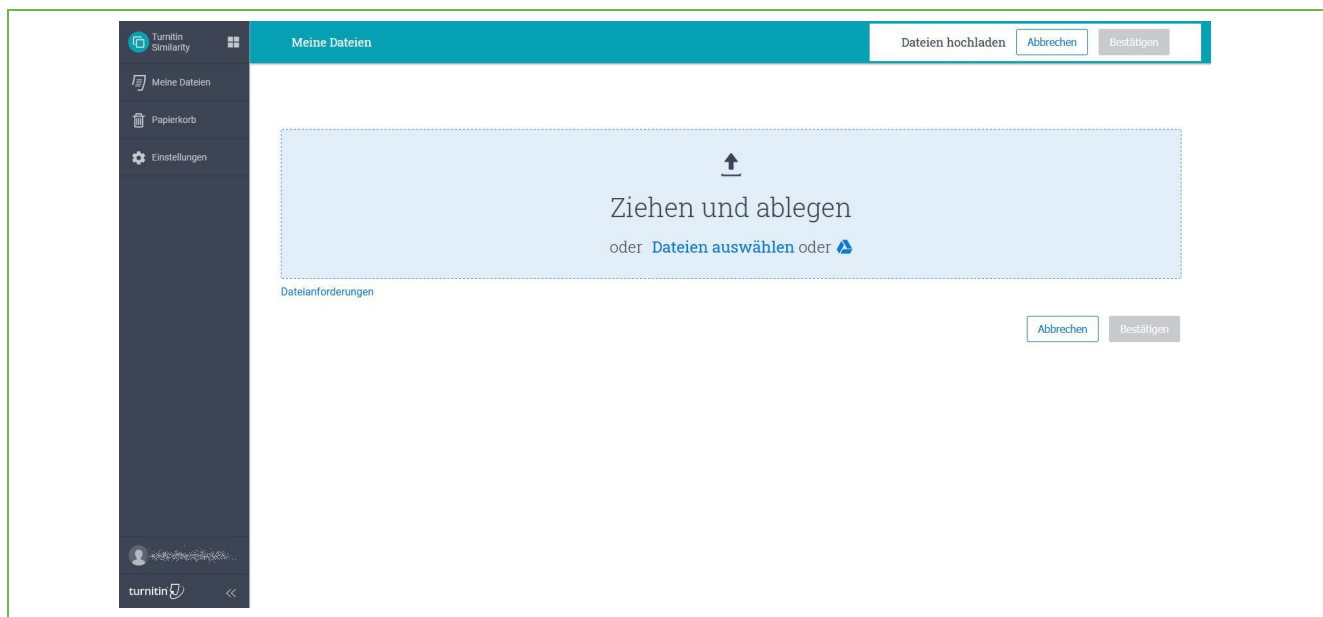 Turnitin
Similarity
Meine Dateien
Dateien hochladen Abbrechen Bestätigen
Meine Dateien
Papierkorb
Einstellungen
Ziehen und ablegen
oder Dateien auswählen oder
Dateianforderungen
Abbrechen Bestätigen
turnitin